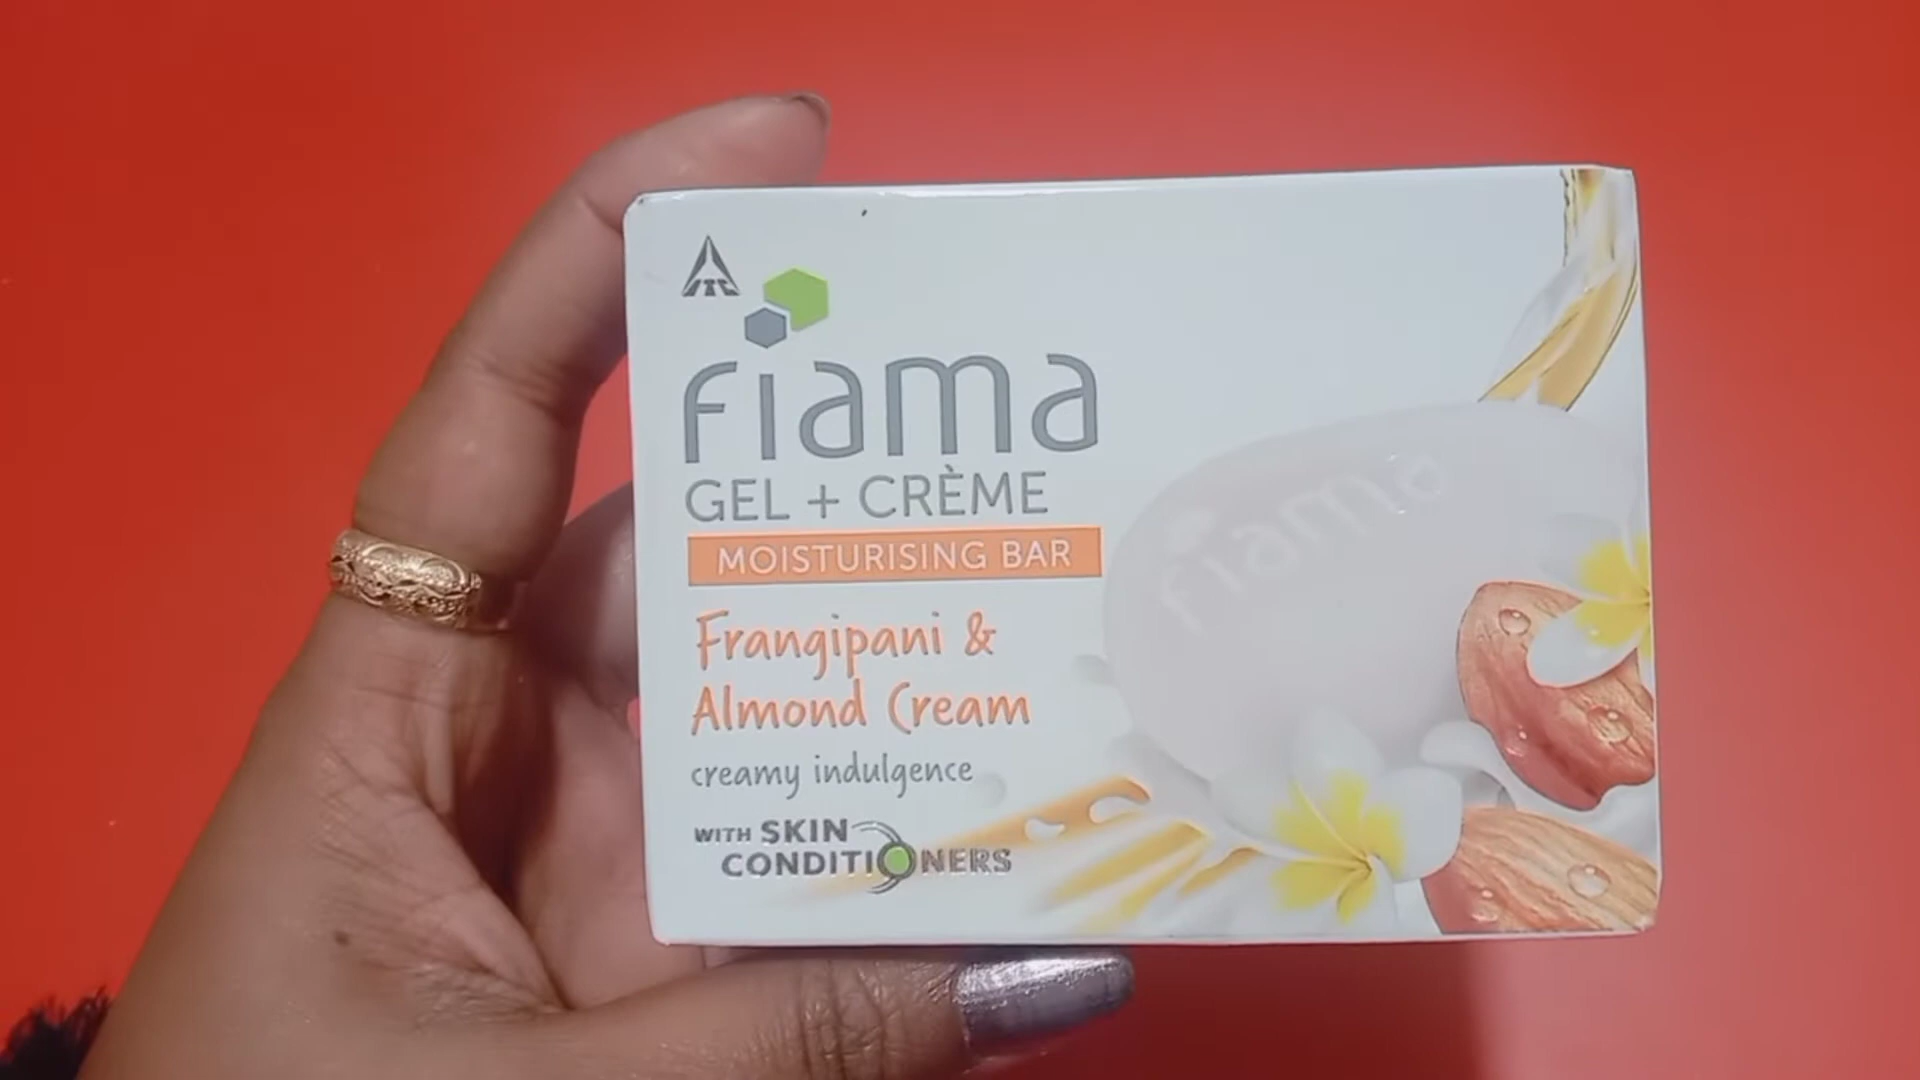 ITC
fiama
GEL + CRÈME
MOISTURISING BAR
Frangipani &
Almond Cream
creamy indulgence
WITH SKIN
CONDITIONERS
fiama